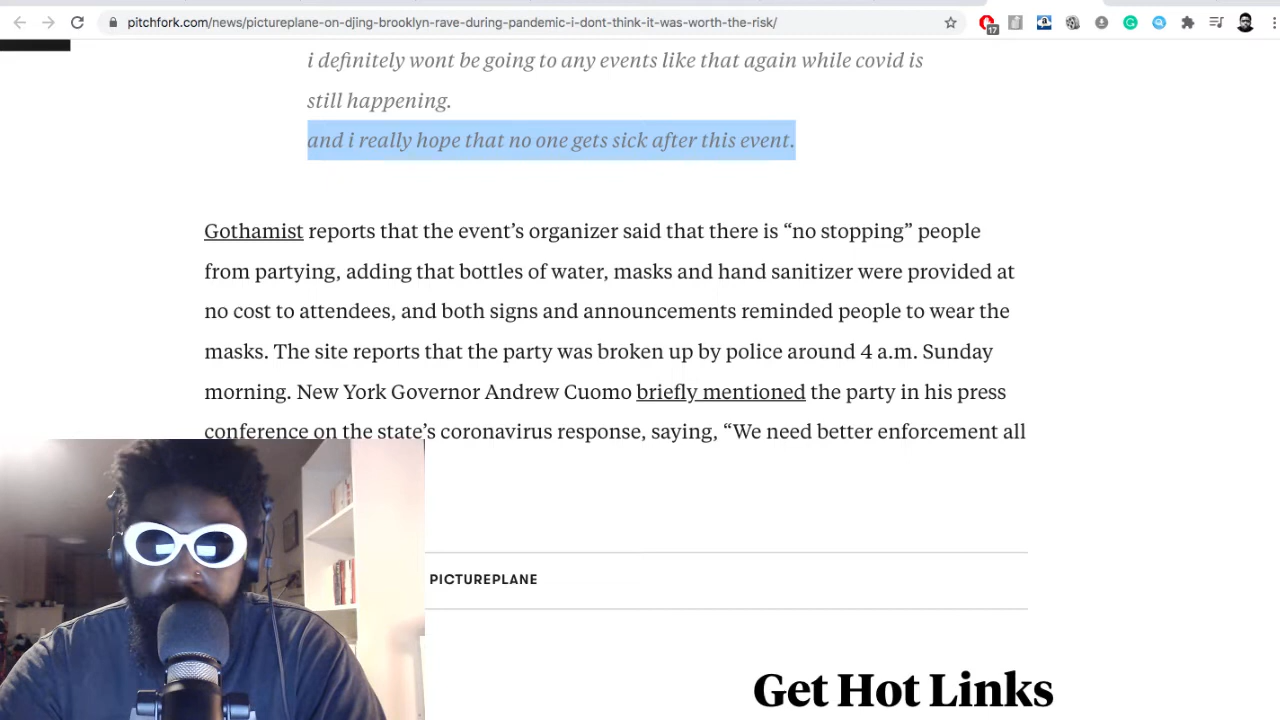 pitchfork.com/news/pictureplane-on-djing-brooklyn-rave-during-pandemic-i-dont-think-it-was-worth-the-risk/
17
i definitely wont be going to any events like that again while covid is
still happening.
and i really hope that no one gets sick after this event.
Gothamist reports that the event’s organizer said that there is “no stopping” people
from partying, adding that bottles of water, masks and hand sanitizer were provided at
no cost to attendees, and both signs and announcements reminded people to wear the
masks. The site reports that the party was broken up by police around 4 a.m. Sunday
morning. New York Governor Andrew Cuomo briefly mentioned the party in his press
conference on the state’s coronavirus response, saying, “We need better enforcement all
PICTUREPLANE
Get Hot Links